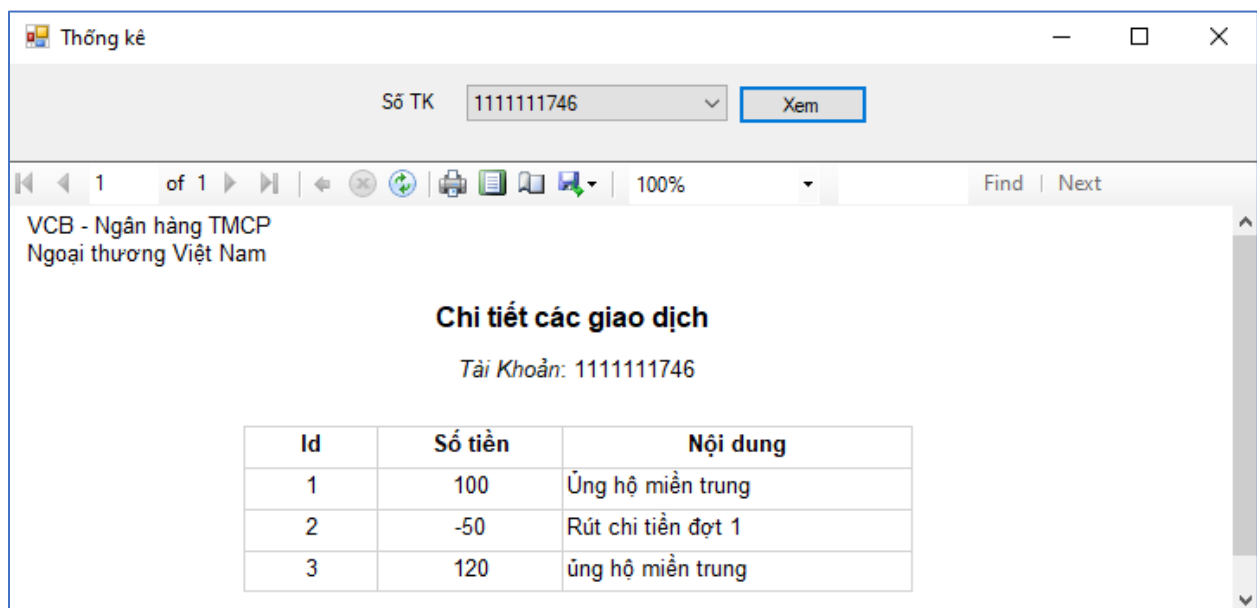 Thống kê
Số TK 1111111746 Xem
1 of 1 100% Find | Next
VCB - Ngân hàng TMCP
Ngoại thương Việt Nam
Chi tiết các giao dịch
Tài Khoản: 1111111746
Id Số tiền Nội dung
1 100 Ủng hộ miền trung
2 -50 Rút chi tiền đợt 1
3 120 ủng hộ miền trung